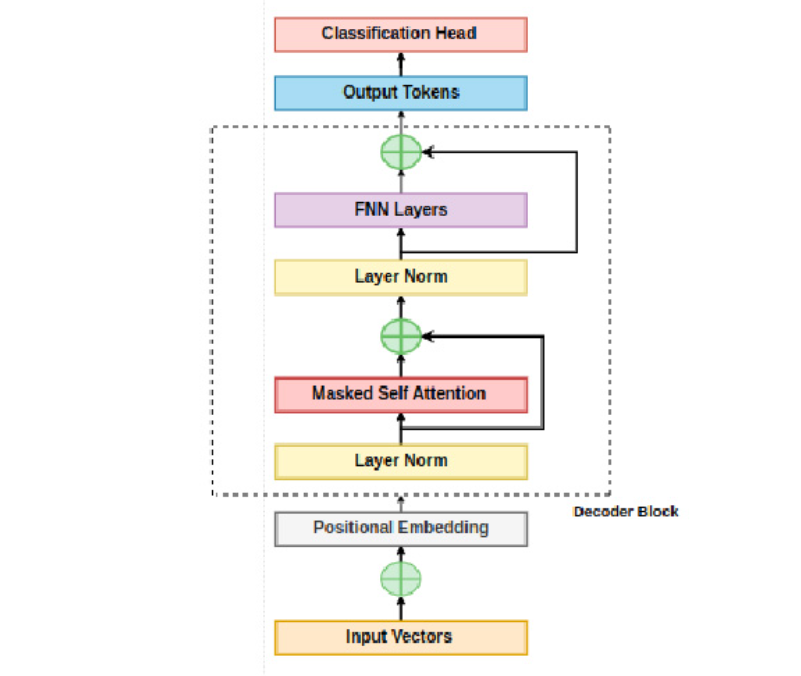 Classification Head
Output Tokens
FNN Layers
Layer Norm
Masked Self Attention
Layer Norm
Decoder Block
Positional Embedding
Input Vectors